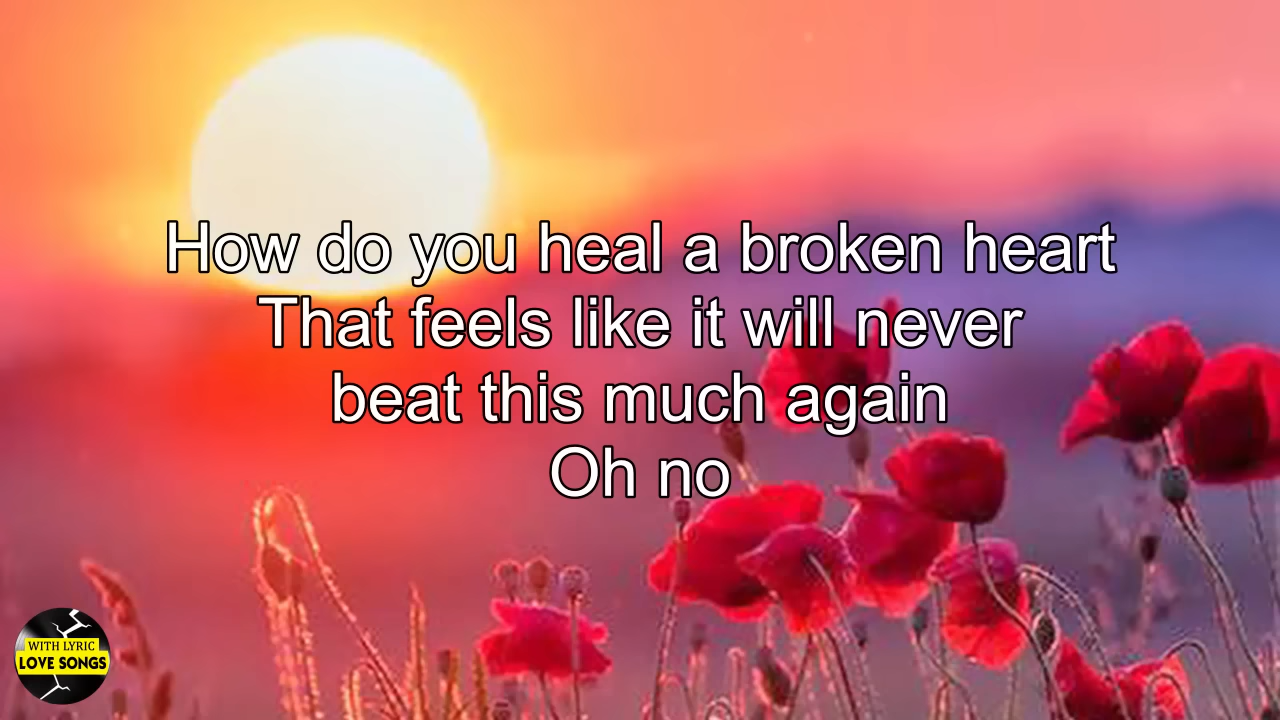 How do you heal a broken heart
That feels like it will never
beat this much again
Oh no
WITH LYRIC
LOVE SONGS